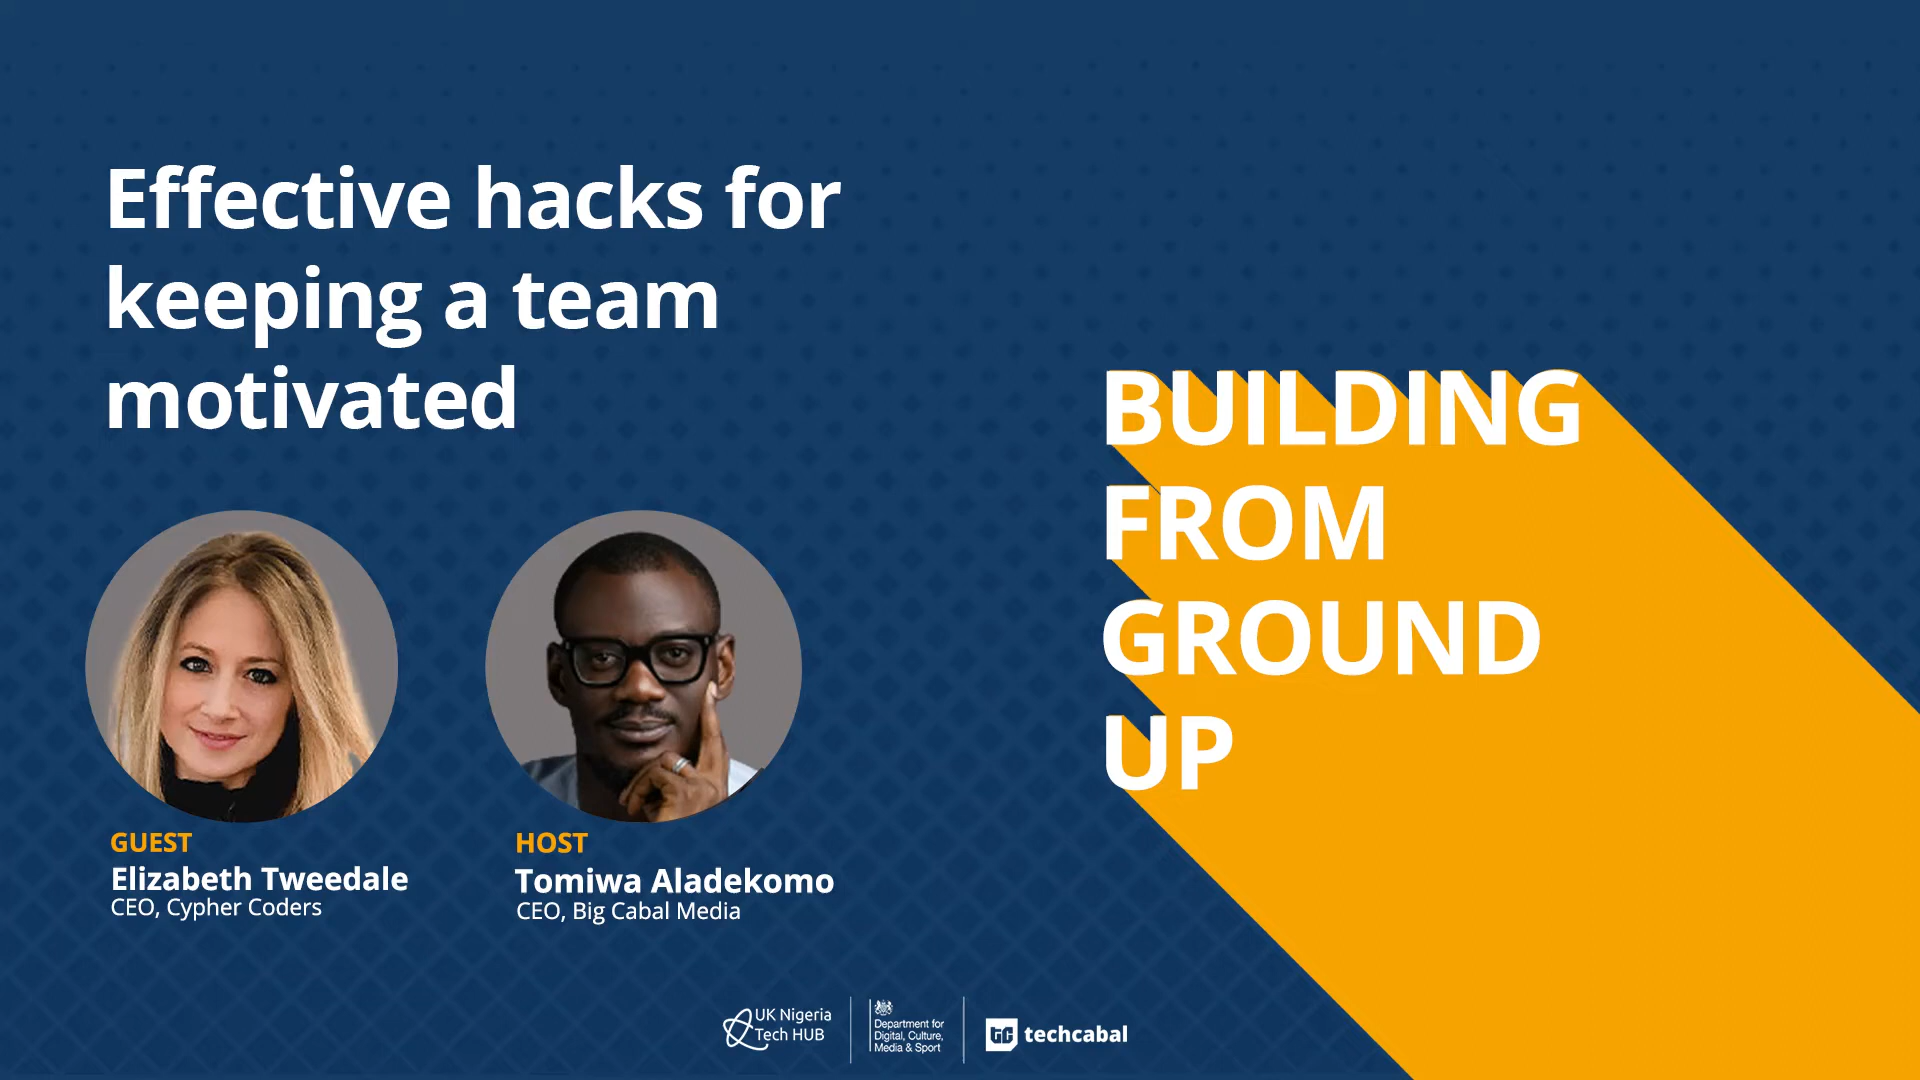 Effective hacks for
keeping a team
motivated
BUILDING
FROM
GROUND
UP
GUEST
Elizabeth Tweedale
CEO, Cypher Coders
HOST
Tomiwa Aladekomo
CEO, Big Cabal Media
UK Nigeria
Tech HUB
Department for
Digital, Culture,
Media & Sport
TC techcabal